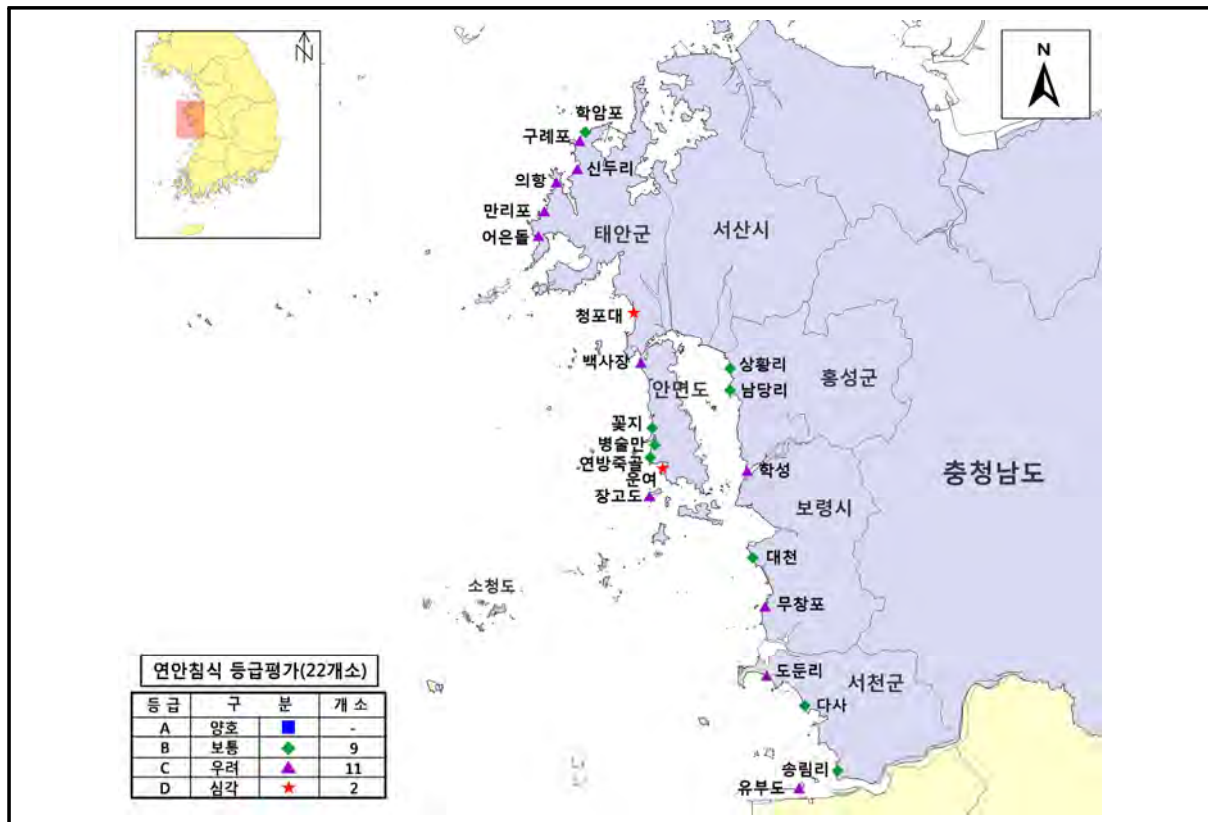 N
N
학암포
구례포
신두리
의항
만리포
어은돌
태안군
서산시
청포대
백사장
상황리
안면도
남당리
홍성군
꽃지
병술만
연방죽골
운여
학성
충청남도
장고도
보령시
대천
소청도
무창포
도둔리
서천군
다사
송림리
유부도
연안침식 등급평가(22개소)
등 급 구 분 개 소
A 양호 -
B 보통 9
C 우려 11
D 심각 2